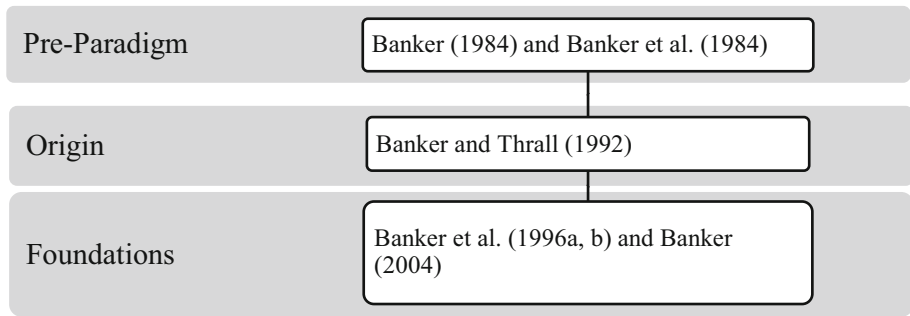 Pre-Paradigm
Banker (1984) and Banker et al. (1984)
Origin
Banker and Thrall (1992)
Foundations
Banker et al. (1996a, b) and Banker
(2004)